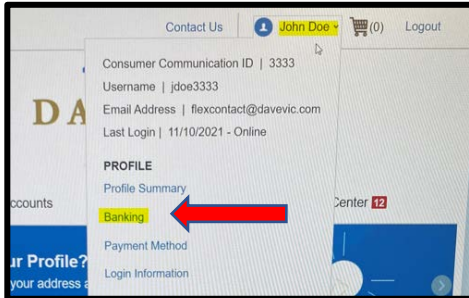 Contact Us
John Doe
(0)
Logout
Consumer Communication ID | 3333
Username | jdoe3333
Email Address | flexcontact@davevic.com
Last Login | 11/10/2021 - Online
D A
PROFILE
Profile Summary
ccounts
Banking
Center 12
Payment Method
ur Profile?
your address a
Login Information